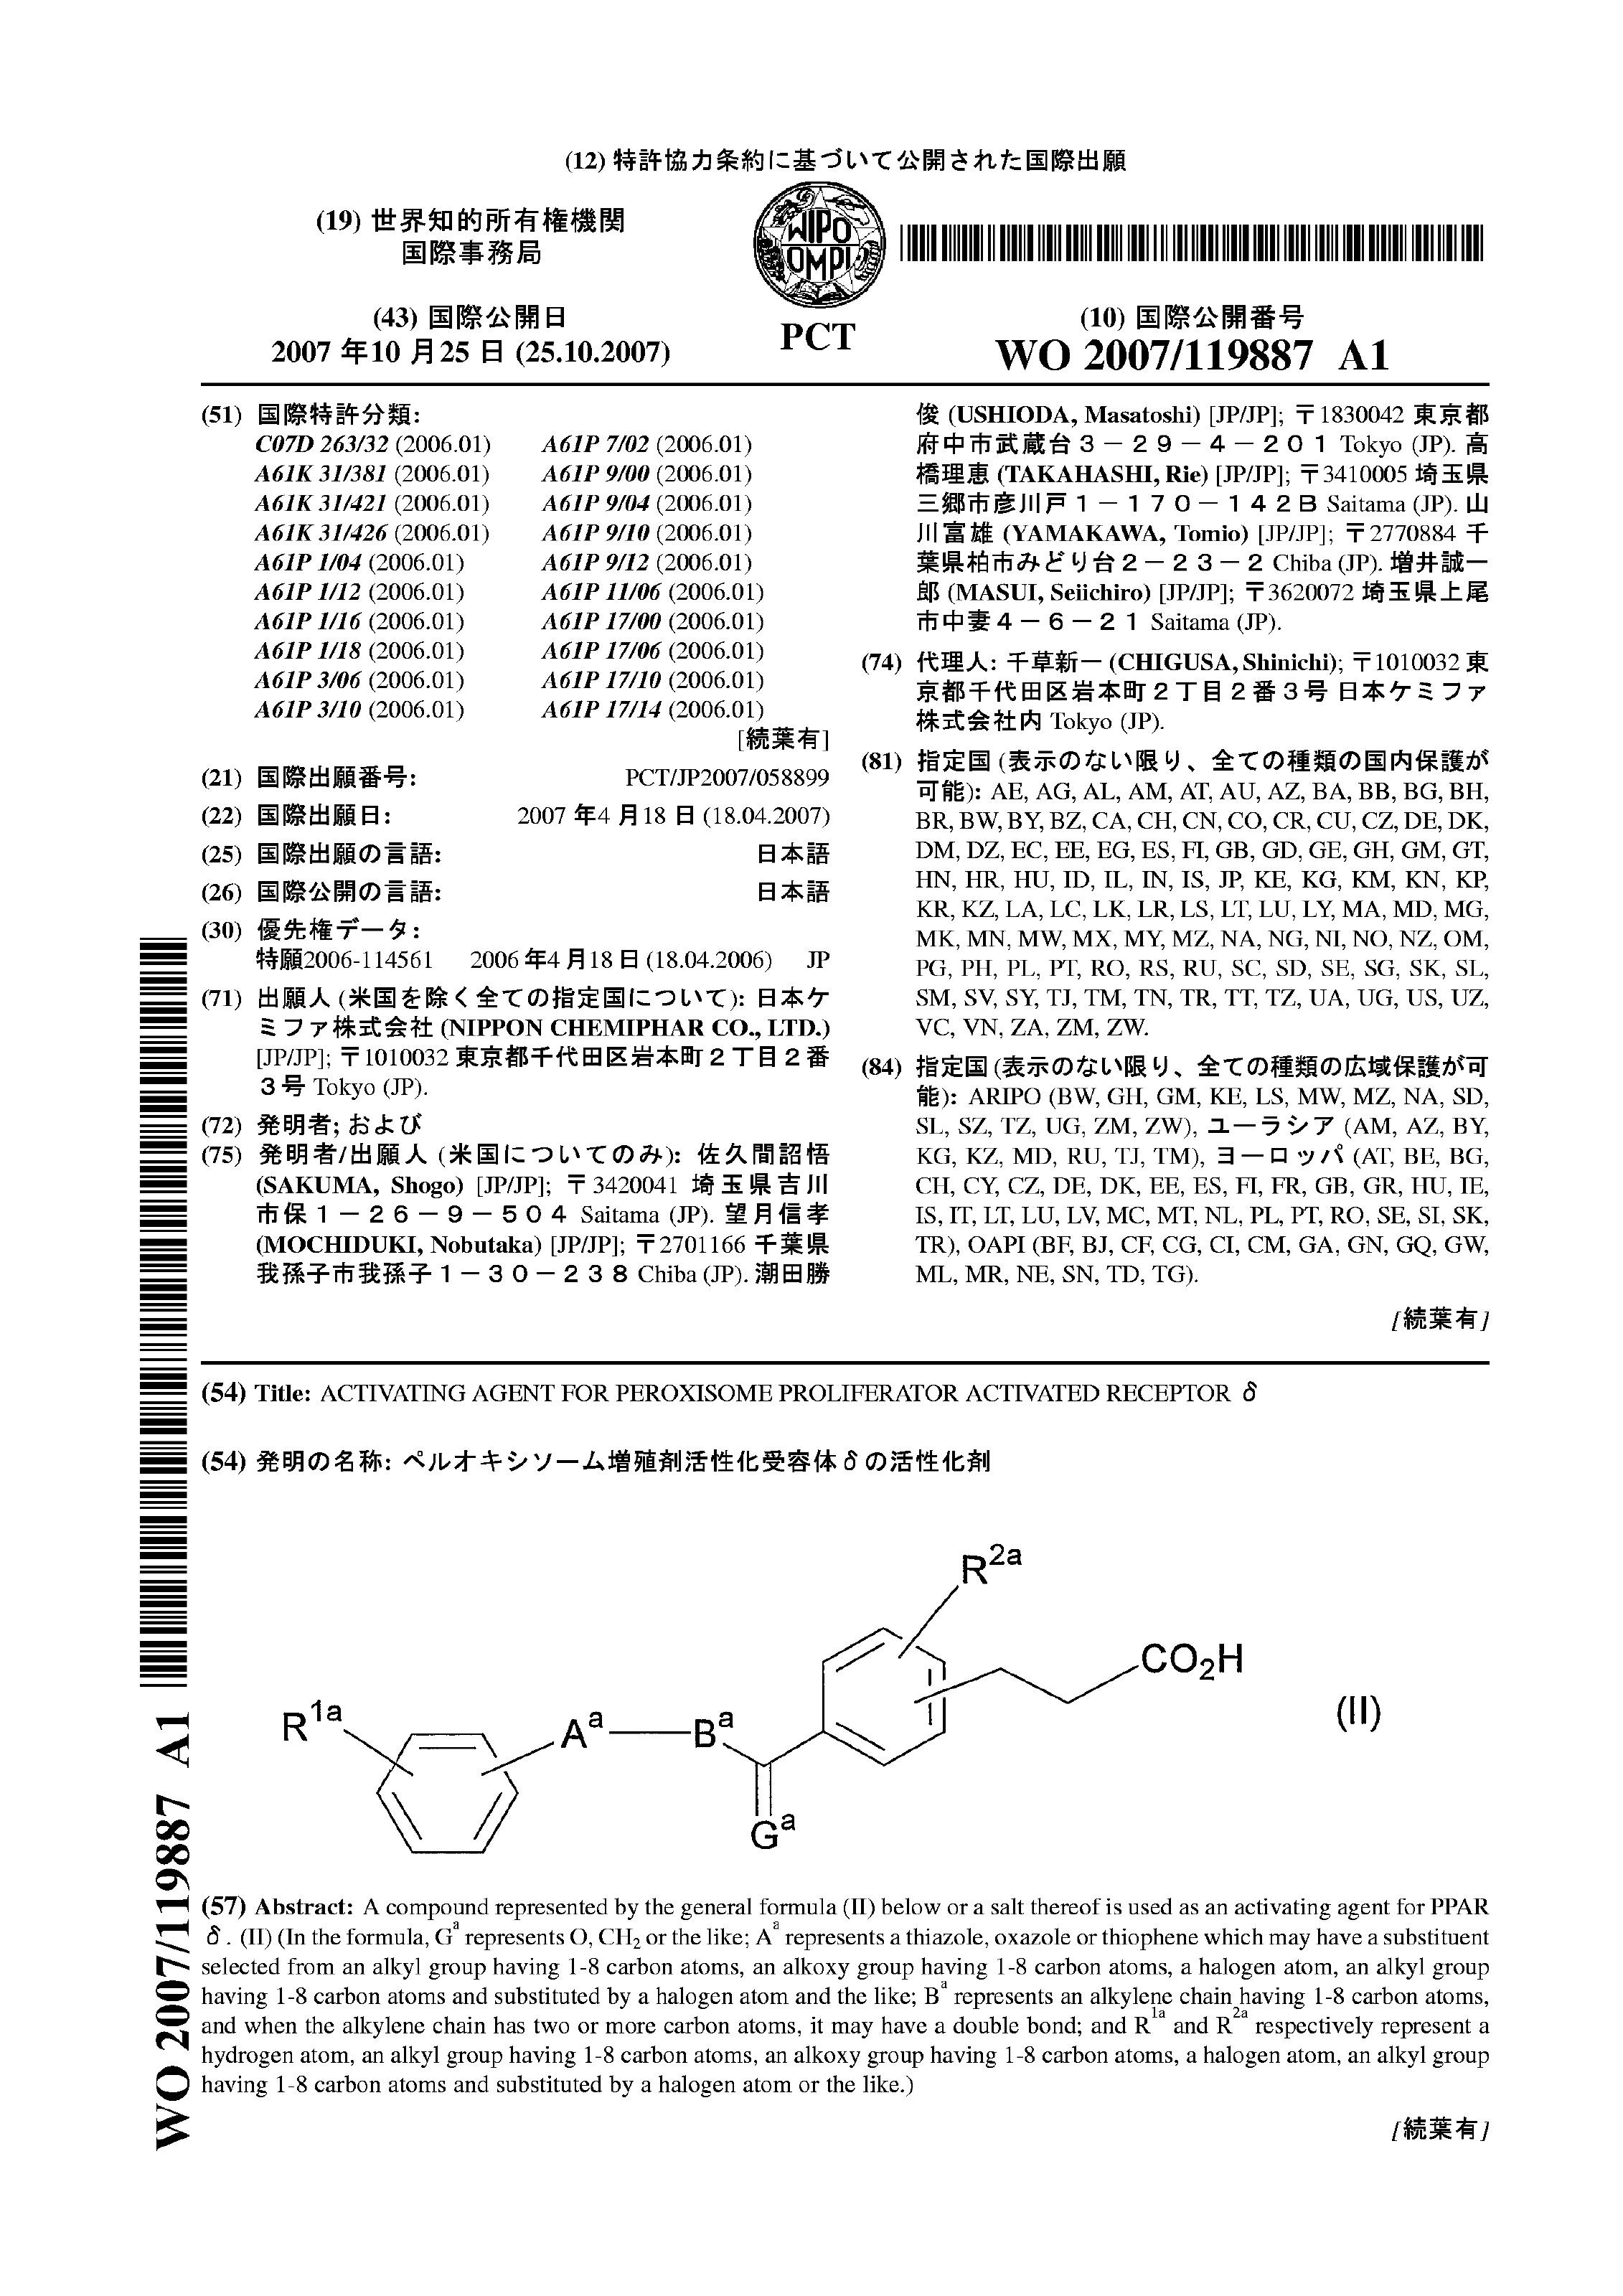 (12) 特許協力条約に基づいて公開された国際出願
(19) 世界知的所有権機関
国際事務局
WIPO
OMPI
PCT
(43) 国際公開日
2007 年10 月25 日 (25.10.2007)
(10) 国際公開番号
WO 2007/119887 A1
(51) 国際特許分類:
C07D 263/32 (2006.01) A61P 7/02 (2006.01)
A61K 31/381 (2006.01) A61P 9/00 (2006.01)
A61K 31/421 (2006.01) A61P 9/04 (2006.01)
A61K 31/426 (2006.01) A61P 9/10 (2006.01)
A61P 1/04 (2006.01) A61P 9/12 (2006.01)
A61P 1/12 (2006.01) A61P 11/06 (2006.01)
A61P 1/16 (2006.01) A61P 17/00 (2006.01)
A61P 1/18 (2006.01) A61P 17/06 (2006.01)
A61P 3/06 (2006.01) A61P 17/10 (2006.01)
A61P 3/10 (2006.01) A61P 17/14 (2006.01)
[続葉有]
(21) 国際出願番号: PCT/JP2007/058899
(22) 国際出願日: 2007 年4 月18 日 (18.04.2007)
(25) 国際出願の言語: 日本語
(26) 国際公開の言語: 日本語
(30) 優先権データ:
特願2006-114561 2006 年4 月18 日 (18.04.2006) JP
(71) 出願人 (米国を除く全ての指定国について): 日本ケ
ミファ株式会社 (NIPPON CHEMIPHAR CO., LTD.)
[JP/JP]; 〒1010032 東京都千代田区岩本町２丁目２番
３号 Tokyo (JP).
(72) 発明者; および
(75) 発明者/出願人 (米国についてのみ): 佐久間詔悟
(SAKUMA, Shogo) [JP/JP]; 〒3420041 埼玉県吉川
市保１－２６－９－５０４ Saitama (JP). 望月信孝
(MOCHIDUKI, Nobutaka) [JP/JP]; 〒2701166 千葉県
我孫子市我孫子１－３０－２３８ Chiba (JP). 潮田勝
俊 (USHIODA, Masatoshi) [JP/JP]; 〒1830042 東京都
府中市武蔵台３－２９－４－２０１ Tokyo (JP). 高
橋理恵 (TAKAHASHI, Rie) [JP/JP]; 〒3410005 埼玉県
三郷市彦川戸１－１７０－１４２B Saitama (JP). 山
川富雄 (YAMAKAWA, Tomio) [JP/JP]; 〒2770884 千
葉県柏市みどり台２－２３－２ Chiba (JP). 増井誠一
郎 (MASUI, Seiichiro) [JP/JP]; 〒3620072 埼玉県上尾
市中妻４－６－２１ Saitama (JP).
(74) 代理人: 千草新一 (CHIGUSA, Shinichi); 〒1010032 東
京都千代田区岩本町２丁目２番３号 日本ケミファ
株式会社内 Tokyo (JP).
(81) 指定国 (表示のない限り、全ての種類の国内保護が
可能): AE, AG, AL, AM, AT, AU, AZ, BA, BB, BG, BH,
BR, BW, BY, BZ, CA, CH, CN, CO, CR, CU, CZ, DE, DK,
DM, DZ, EC, EE, EG, ES, FI, GB, GD, GE, GH, GM, GT,
HN, HR, HU, ID, IL, IN, IS, JP, KE, KG, KM, KN, KP,
KR, KZ, LA, LC, LK, LR, LS, LT, LU, LY, MA, MD, MG,
MK, MN, MW, MX, MY, MZ, NA, NG, NI, NO, NZ, OM,
PG, PH, PL, PT, RO, RS, RU, SC, SD, SE, SG, SK, SL,
SM, SV, SY, TJ, TM, TN, TR, TT, TZ, UA, UG, US, UZ,
VC, VN, ZA, ZM, ZW.
(84) 指定国 (表示のない限り、全ての種類の広域保護が可
能): ARIPO (BW, GH, GM, KE, LS, MW, MZ, NA, SD,
SL, SZ, TZ, UG, ZM, ZW), ユーラシア (AM, AZ, BY,
KG, KZ, MD, RU, TJ, TM), ヨーロッパ (AT, BE, BG,
CH, CY, CZ, DE, DK, EE, ES, FI, FR, GB, GR, HU, IE,
IS, IT, LT, LU, LV, MC, MT, NL, PL, PT, RO, SE, SI, SK,
TR), OAPI (BF, BJ, CF, CG, CI, CM, GA, GN, GQ, GW,
ML, MR, NE, SN, TD, TG).
[続葉有]
(54) Title: ACTIVATING AGENT FOR PEROXISOME PROLIFERATOR ACTIVATED RECEPTOR δ
(54) 発明の名称: ペルオキシソーム増殖剤活性化受容体δの活性化剤
R2a
CO2H
(II)
R1a
Aa
Ba
Ga
(57) Abstract: A compound represented by the general formula (II) below or a salt thereof is used as an activating agent for PPAR
δ. (II) (In the formula, Ga represents O, CH2 or the like; Aa represents a thiazole, oxazole or thiophene which may have a substituent
selected from an alkyl group having 1-8 carbon atoms, an alkoxy group having 1-8 carbon atoms, a halogen atom, an alkyl group
having 1-8 carbon atoms and substituted by a halogen atom and the like; Ba represents an alkylene chain having 1-8 carbon atoms,
and when the alkylene chain has two or more carbon atoms, it may have a double bond; and R1a and R2a respectively represent a
hydrogen atom, an alkyl group having 1-8 carbon atoms, an alkoxy group having 1-8 carbon atoms, a halogen atom, an alkyl group
having 1-8 carbon atoms and substituted by a halogen atom or the like.)
[続葉有]
WO 2007/119887 A1